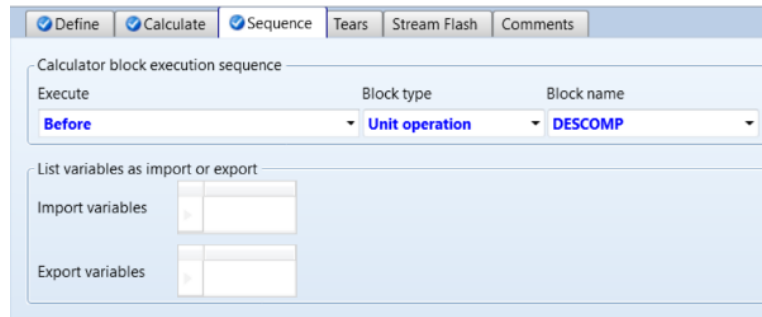 Define Calculate Sequence Tears Stream Flash Comments
Calculator block execution sequence
Execute Block type Block name
Before Unit operation DESCOMP
List variables as import or export
Import variables
Export variables